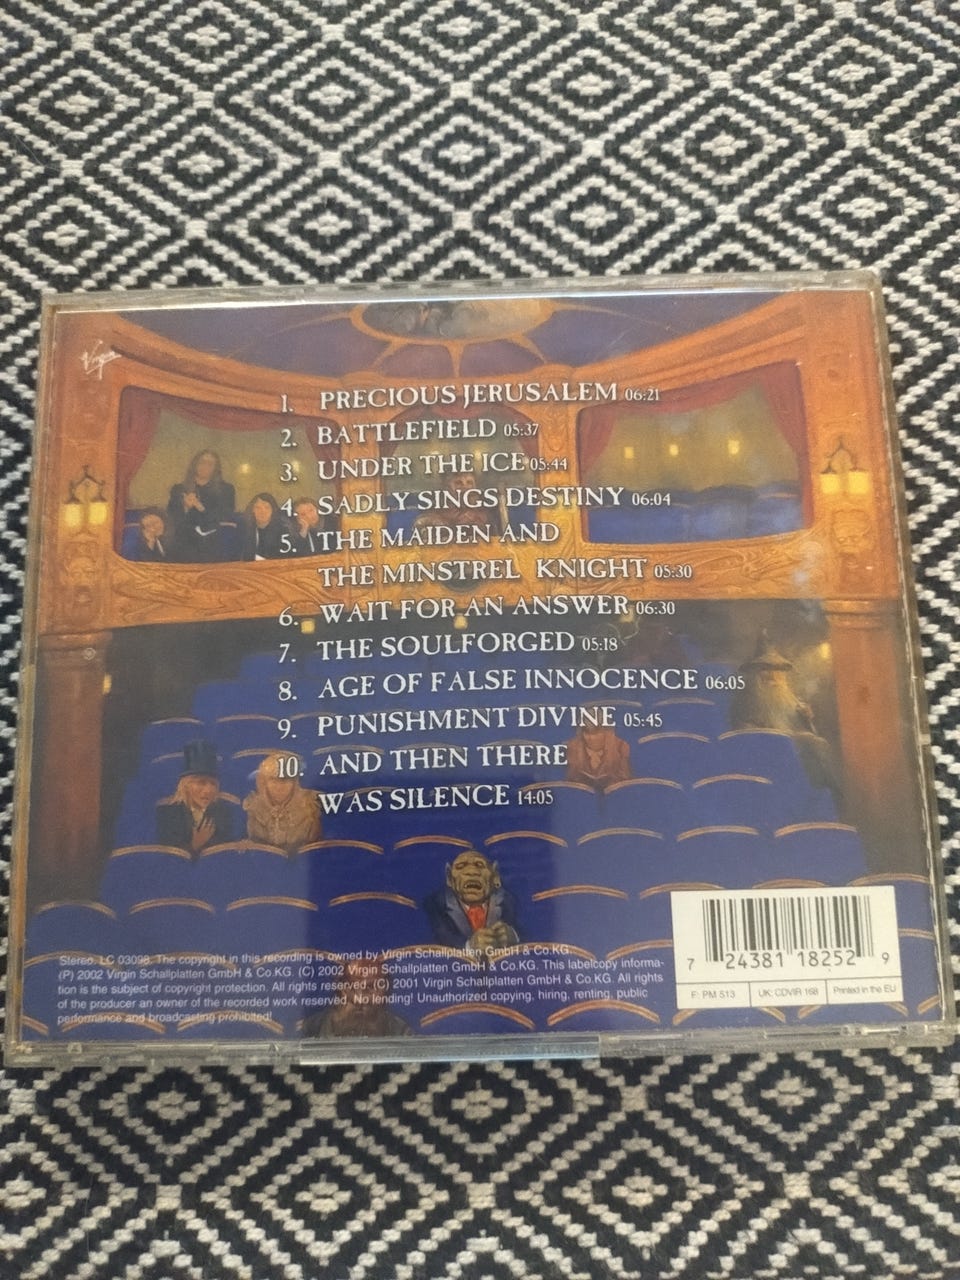 Virgin
1. PRECIOUS JERUSALEM 06:21
2. BATTLEFIELD 05:37
3. UNDER THE ICE 05:44
4. SADLY SINGS DESTINY 06:04
5. THE MAIDEN AND
THE MINSTREL KNIGHT 05:30
6. WAIT FOR AN ANSWER 06:30
7. THE SOULFORGED 05:18
8. AGE OF FALSE INNOCENCE 06:05
9. PUNISHMENT DIVINE 05:45
10. AND THEN THERE
WAS SILENCE 14:05
Stereo. LC 03098. The copyright in this recording is owned by Virgin Schallplatten GmbH & Co.KG.
(P) 2002 Virgin Schallplatten GmbH & Co.KG. (C) 2002 Virgin Schallplatten GmbH & Co.KG. This labelcopy informa-
tion is the subject of copyright protection. All rights reserved. (C) 2001 Virgin Schallplatten GmbH & Co.KG. All rights
of the producer an owner of the recorded work reserved. No lending! Unauthorized copying, hiring, renting, public
performance and broadcasting prohibited!
7 24381 18252 9
F: PM 513 UK: CDVIR 168 Printed in the EU